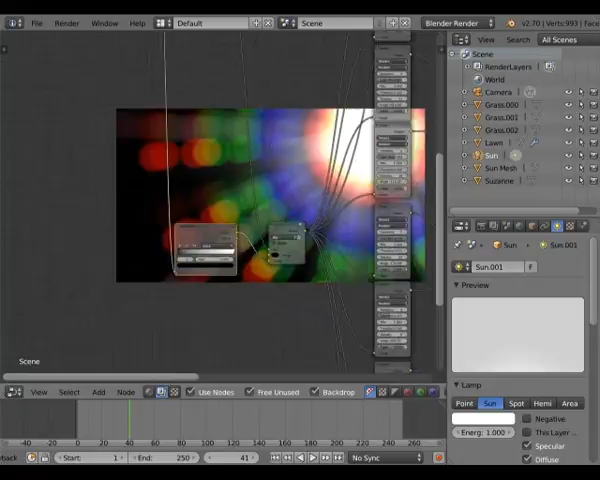 File Render Window Help Default Scene Blender Render v2.70 | Verts:993 | Face
View Search All Scenes
Scene
RenderLayers
World
Camera
Grass.000
Grass.001
Grass.002
Lawn
Sun
Sun Mesh
Suzanne
Sun Sun.001
Sun.001 F
Preview
Scene
Lamp
View Select Add Node Use Nodes Free Unused Backdrop
Point Sun Spot Hemi Area
Negative
Energ: 1.000 This Layer
Specular
Diffuse
-40 -20 0 20 40 60 80 100 120 140 160 180 200 220 240 260
back Start: 1 End: 250 41 No Sync